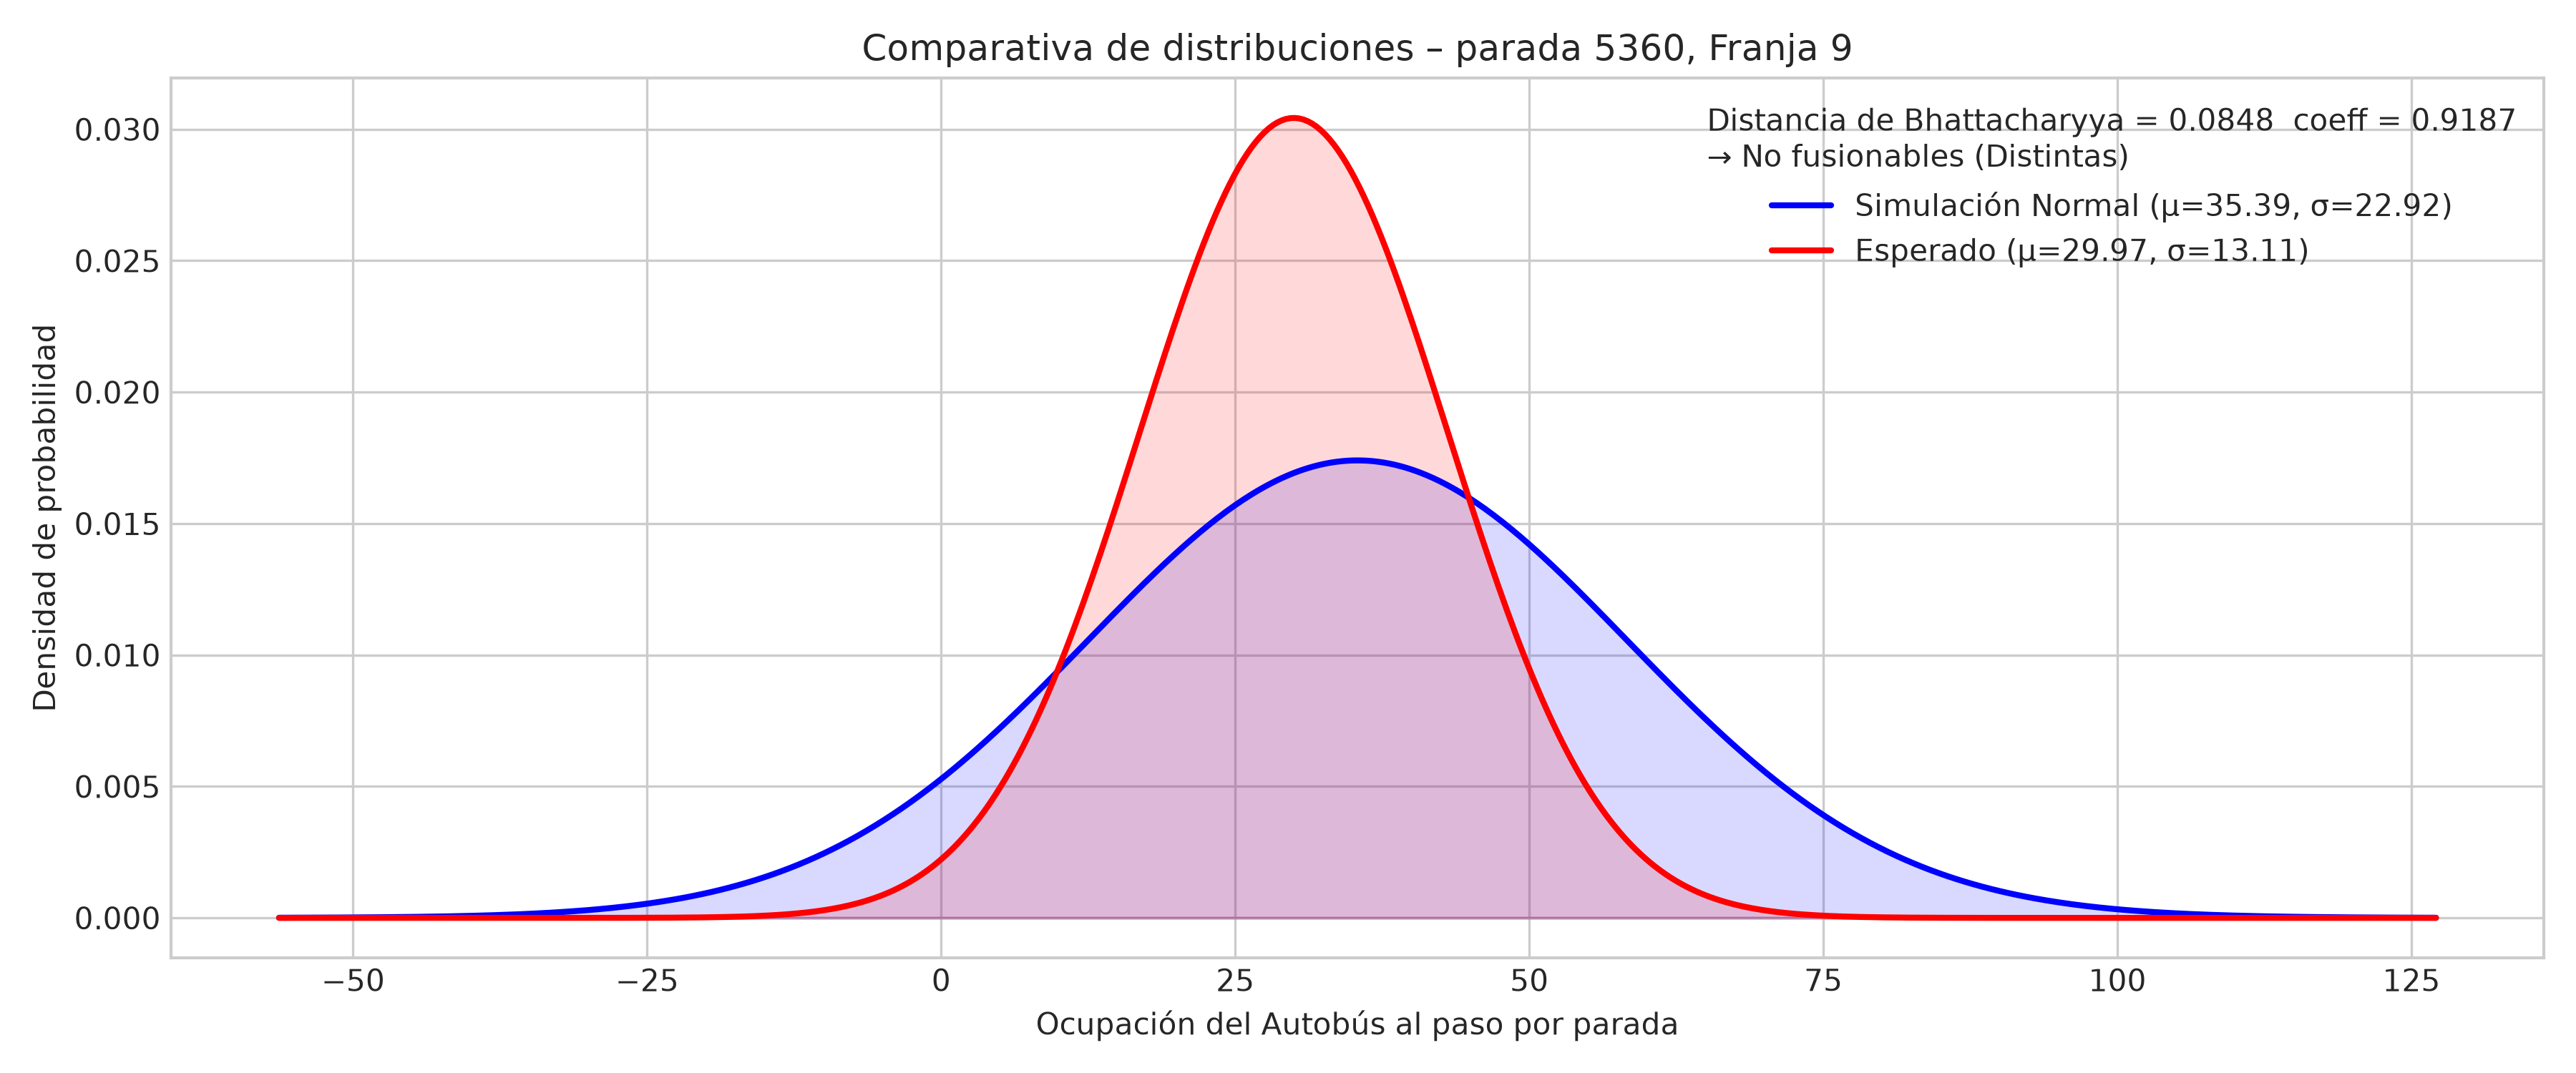 Comparativa de distribuciones – parada 5360, Franja 9
Distancia de Bhattacharyya = 0.0848  coeff = 0.9187
→ No fusionables (Distintas)
Simulación Normal (μ=35.39, σ=22.92)
Esperado (μ=29.97, σ=13.11)
Densidad de probabilidad
0.030
0.025
0.020
0.015
0.010
0.005
0.000
−50 −25 0 25 50 75 100 125
Ocupación del Autobús al paso por parada